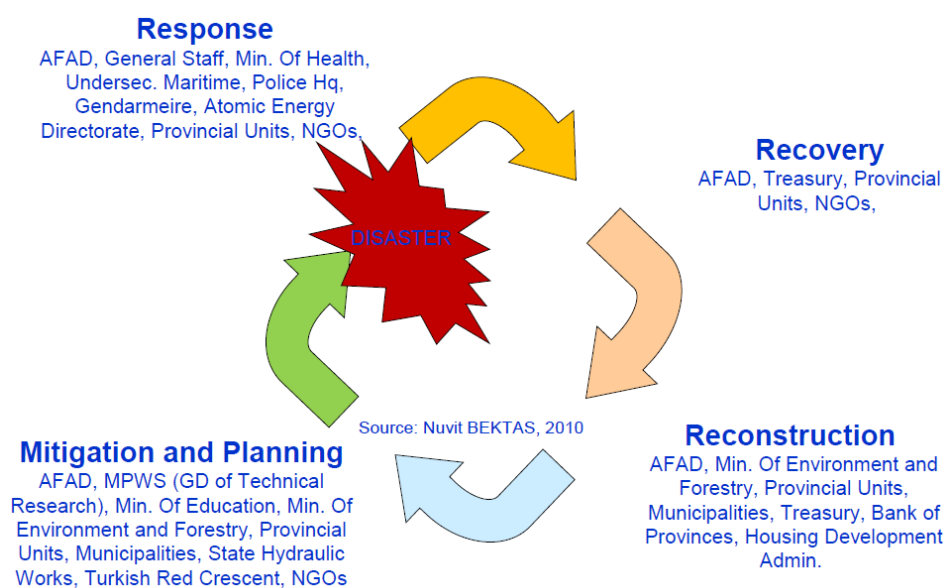 Response
AFAD, General Staff, Min. Of Health,
Undersec. Maritime, Police Hq,
Gendarmeire, Atomic Energy
Directorate, Provincial Units, NGOs,
Recovery
AFAD, Treasury, Provincial
Units, NGOs,
DISASTER
Source: Nuvit BEKTAS, 2010
Mitigation and Planning
AFAD, MPWS (GD of Technical
Research), Min. Of Education, Min. Of
Environment and Forestry, Provincial
Units, Municipalities, State Hydraulic
Works, Turkish Red Crescent, NGOs
Reconstruction
AFAD, Min. Of Environment and
Forestry, Provincial Units,
Municipalities, Treasury, Bank of
Provinces, Housing Development
Admin.